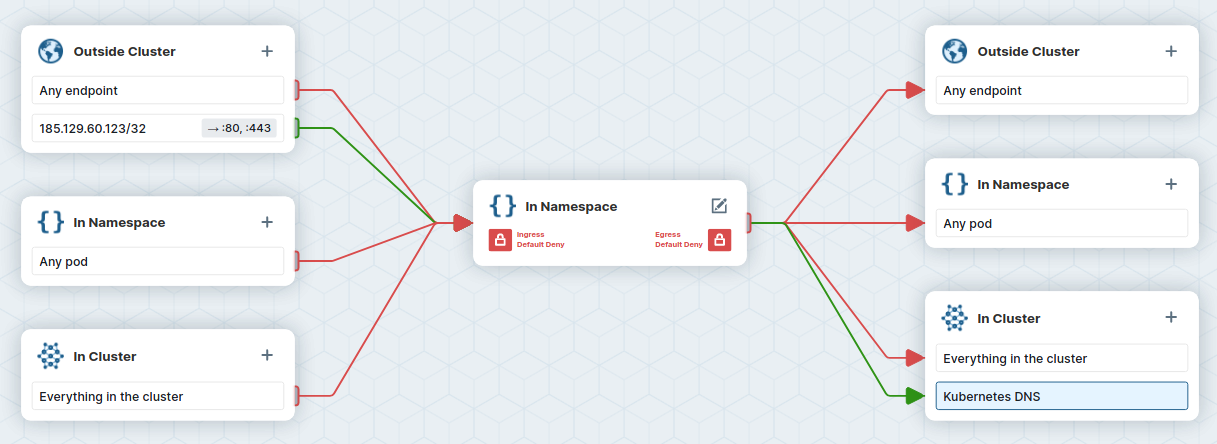 Outside Cluster
Any endpoint
185.129.60.123/32 → :80, :443
{} In Namespace
Any pod
In Cluster
Everything in the cluster
{} In Namespace
Ingress
Default Deny
Egress
Default Deny
Outside Cluster
Any endpoint
{} In Namespace
Any pod
In Cluster
Everything in the cluster
Kubernetes DNS